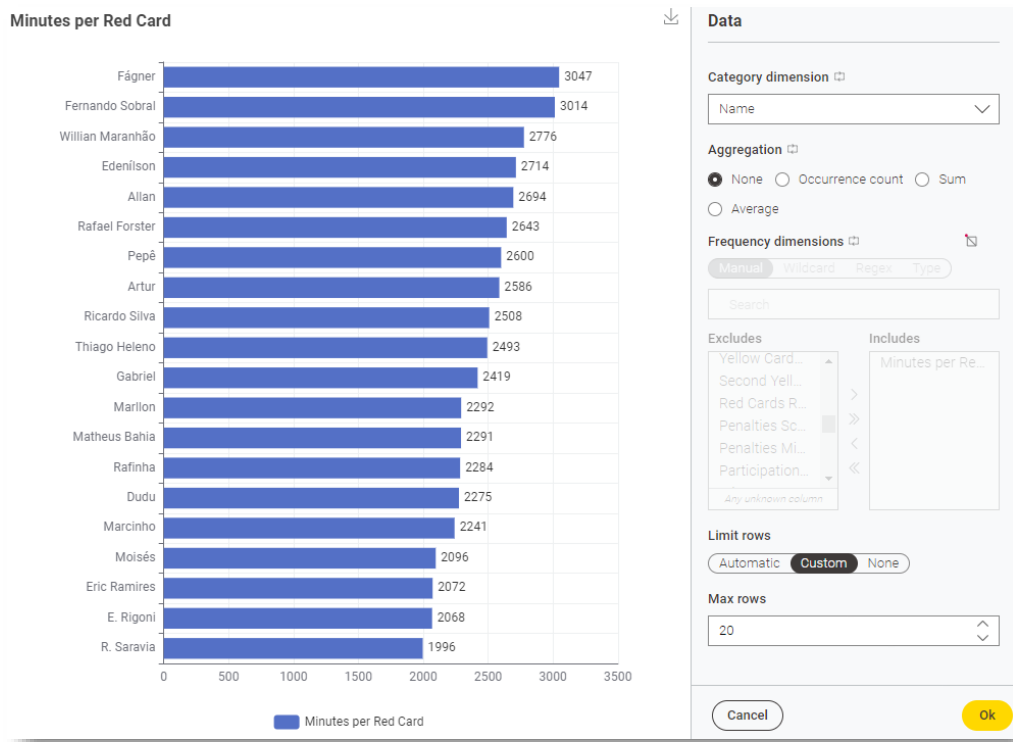 Minutes per Red Card
Fágner 3047
Fernando Sobral 3014
Willian Maranhão 2776
Edenílson 2714
Allan 2694
Rafael Forster 2643
Pepê 2600
Artur 2586
Ricardo Silva 2508
Thiago Heleno 2493
Gabriel 2419
Marllon 2292
Matheus Bahia 2291
Rafinha 2284
Dudu 2275
Marcinho 2241
Moisés 2096
Eric Ramires 2072
E. Rigoni 2068
R. Saravia 1996
0 500 1000 1500 2000 2500 3000 3500
Minutes per Red Card
Data
Category dimension
Name
Aggregation
None Occurrence count Sum
Average
Frequency dimensions
Manual Wildcard Regex Type
Search
Excludes Includes
Yellow Card... Minutes per Re...
Second Yell...
Red Cards R...
Penalties Sc...
Penalties Mi...
Participation...
Any unknown column
Limit rows
Automatic Custom None
Max rows
20
Cancel Ok